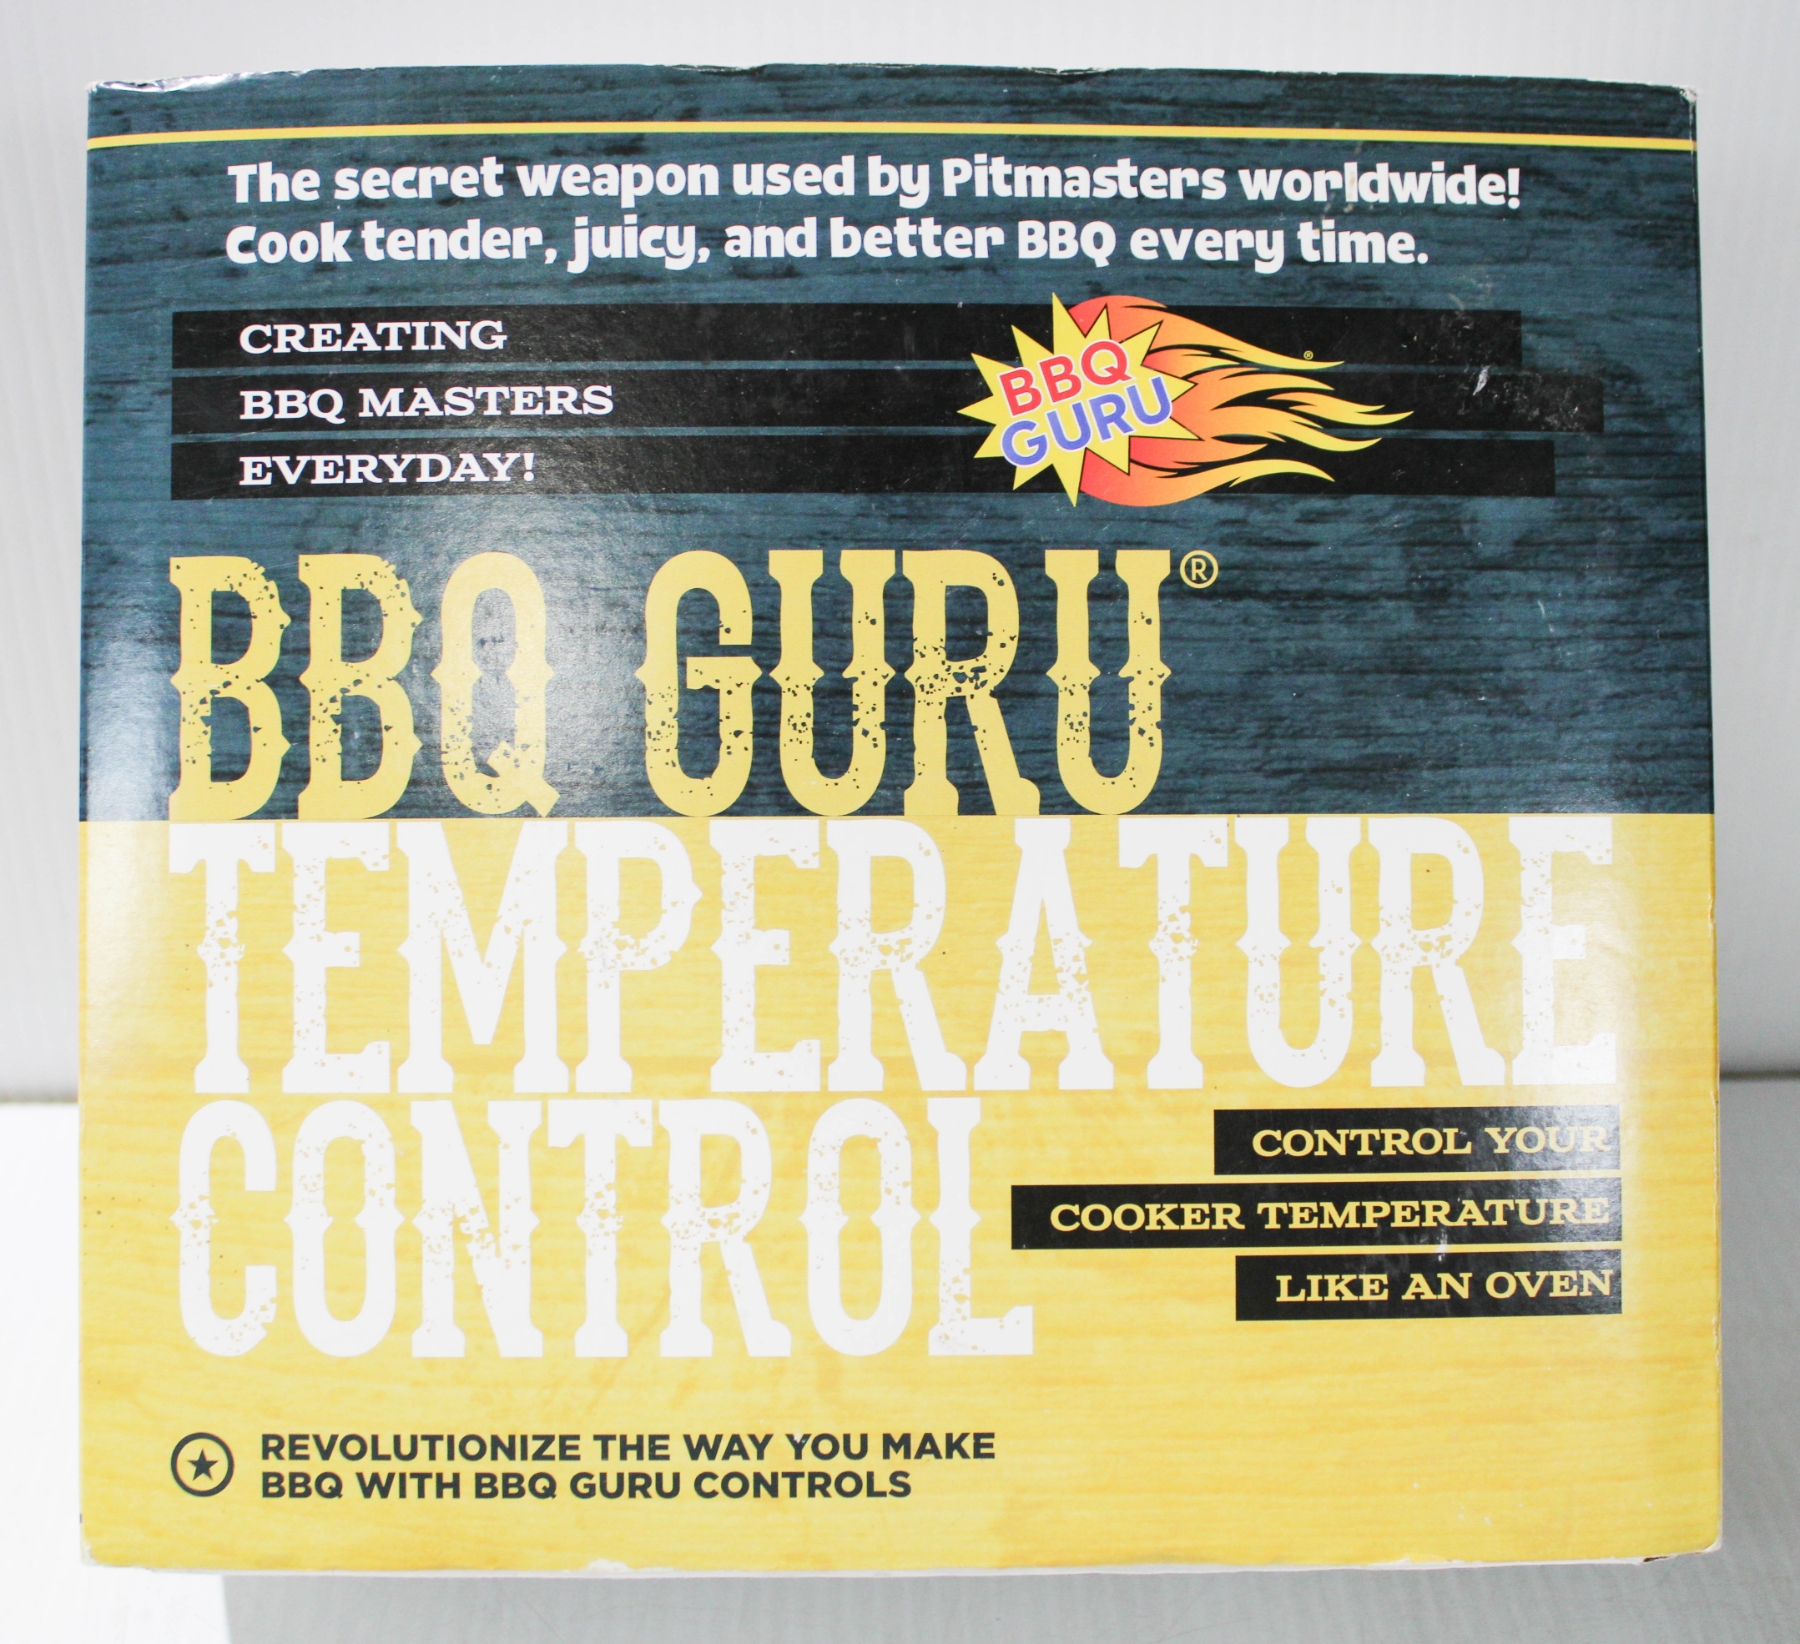 The secret weapon used by Pitmasters worldwide!
Cook tender, juicy, and better BBQ every time.
CREATING
BBQ MASTERS
EVERYDAY!
BBQ
GURU
®
BBQ GURU®
TEMPERATURE
CONTROL
CONTROL YOUR
COOKER TEMPERATURE
LIKE AN OVEN
REVOLUTIONIZE THE WAY YOU MAKE
BBQ WITH BBQ GURU CONTROLS